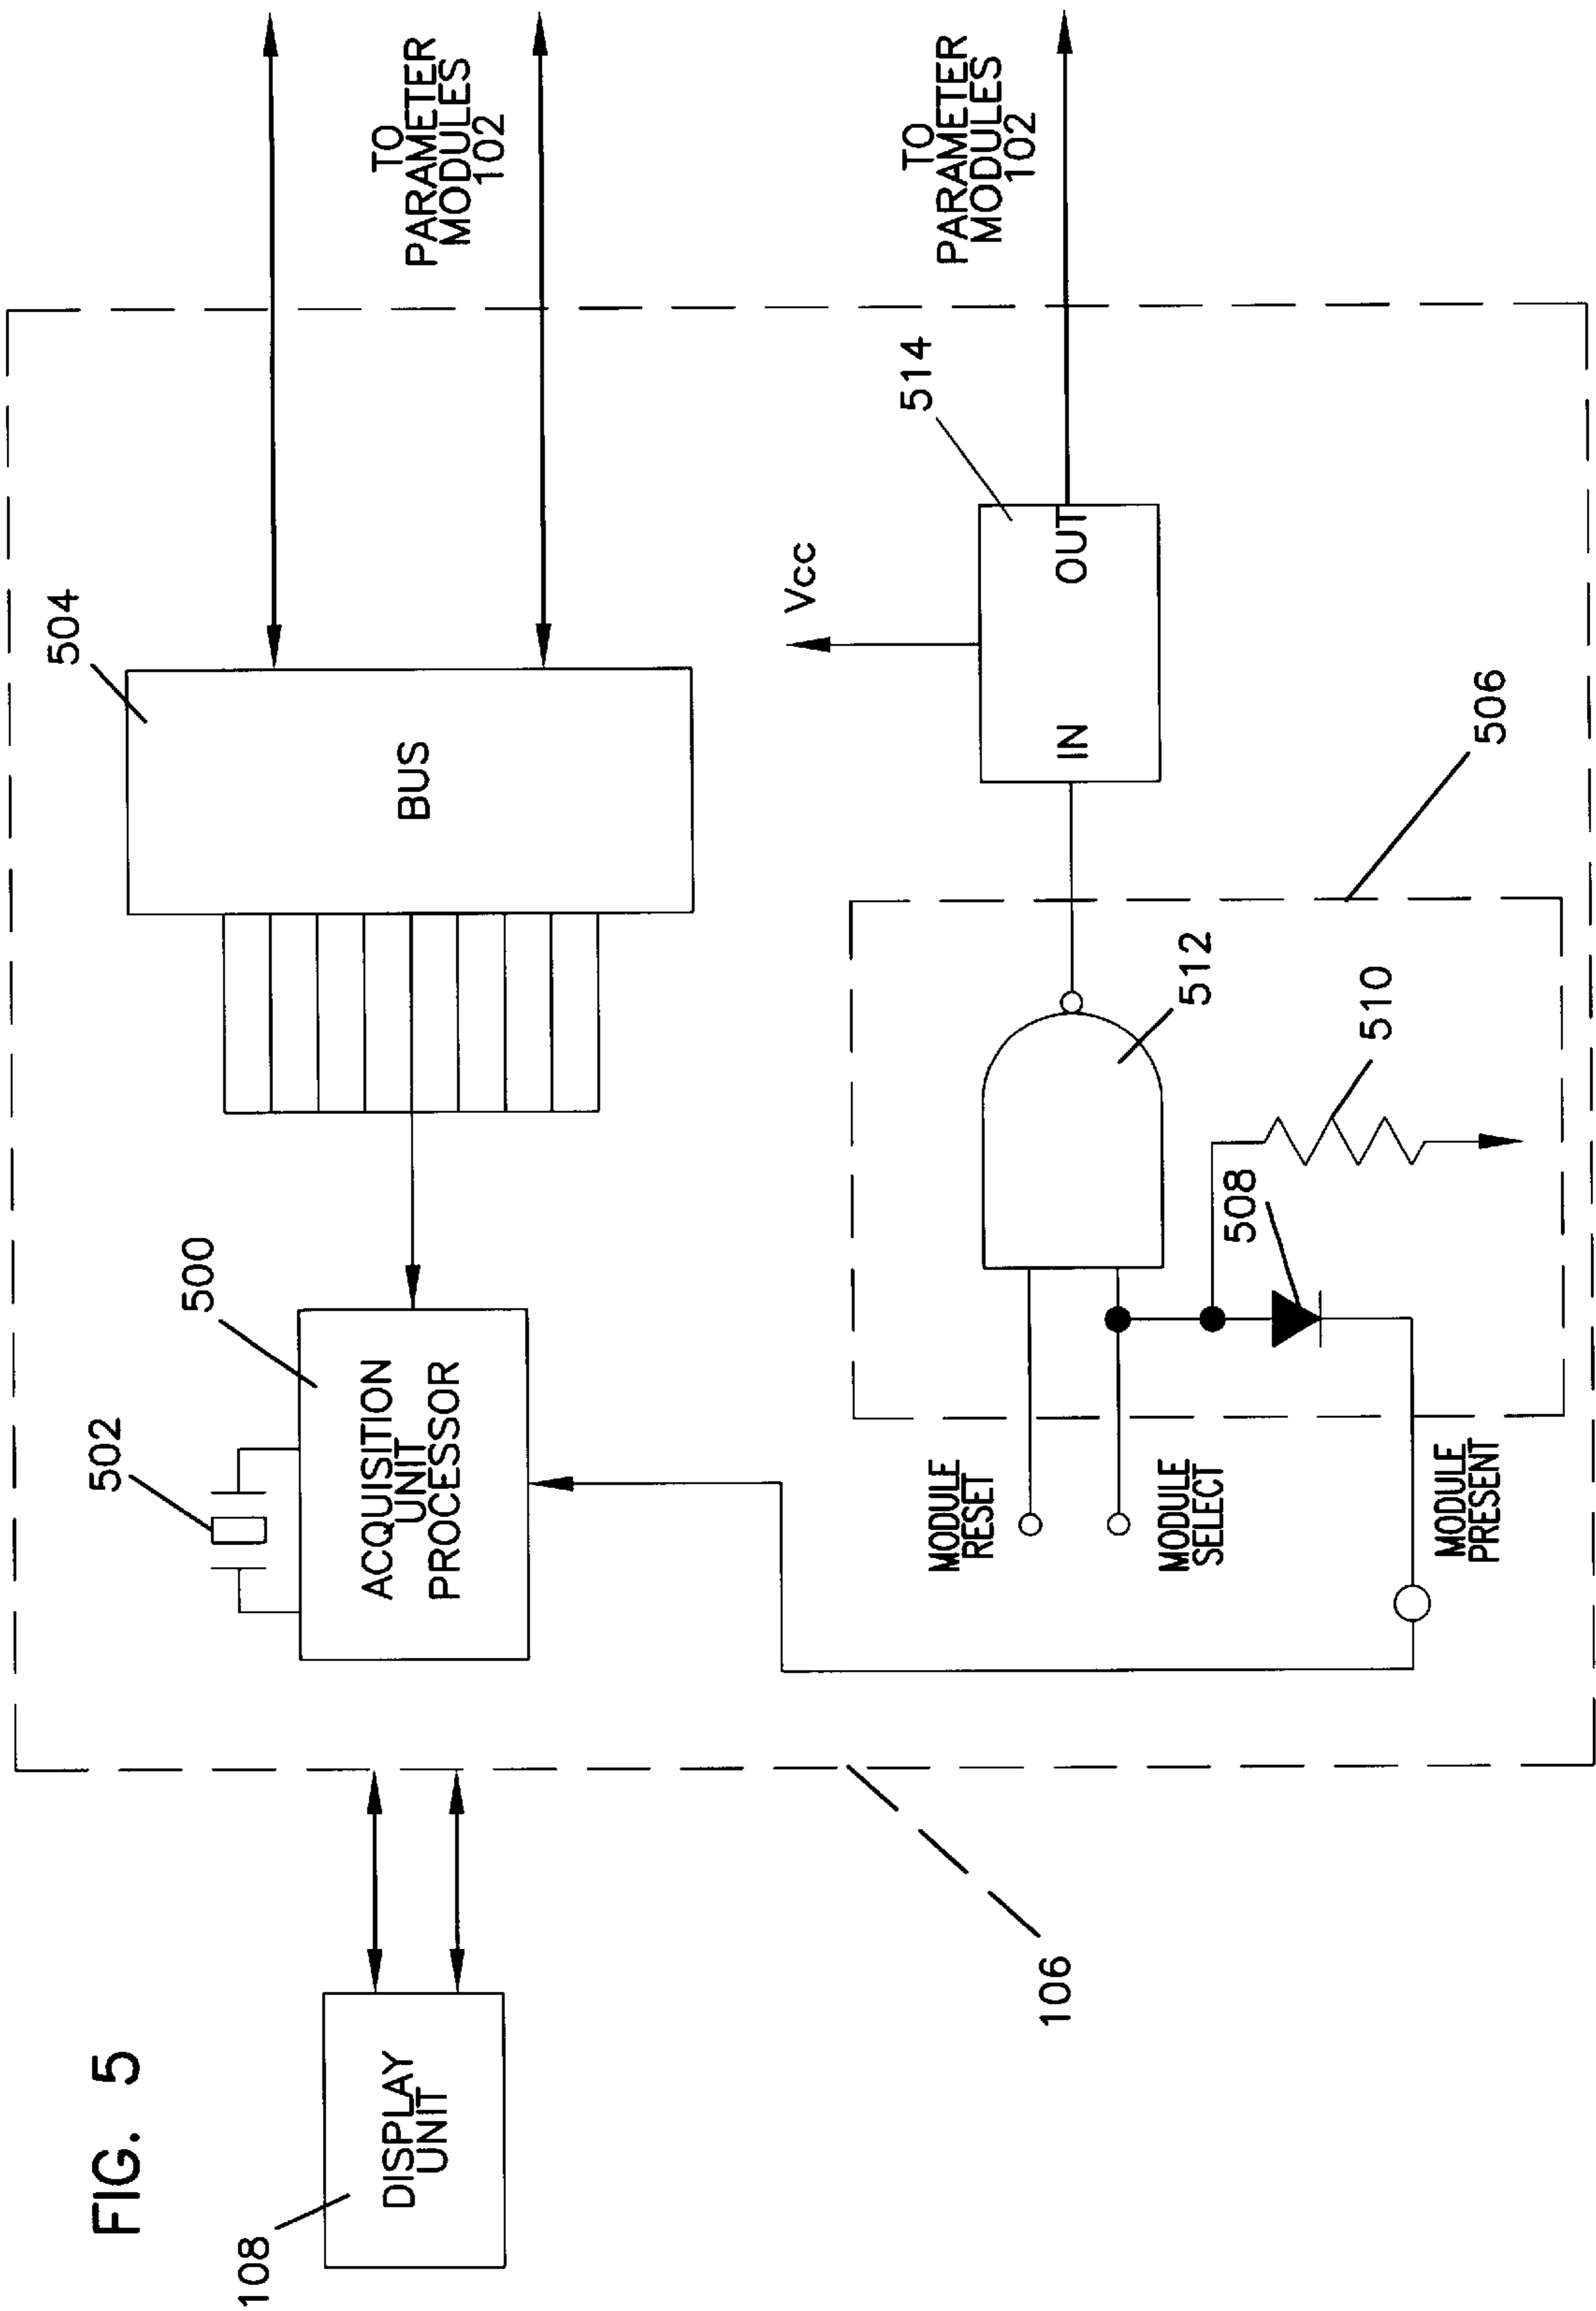 FIG. 5
108
DISPLAY
UNIT
106
502
500
ACQUISITION
UNIT
PROCESSOR
504
BUS
TO
PARAMETER
MODULES
102
MODULE
RESET
MODULE
SELECT
MODULE
PRESENT
508
510
512
506
Vcc
514
IN
OUT
TO
PARAMETER
MODULES
102